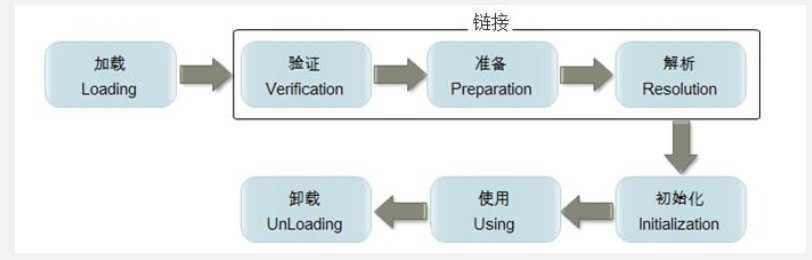 链接
加载
Loading
验证
Verification
准备
Preparation
解析
Resolution
初始化
Initialization
使用
Using
卸载
UnLoading